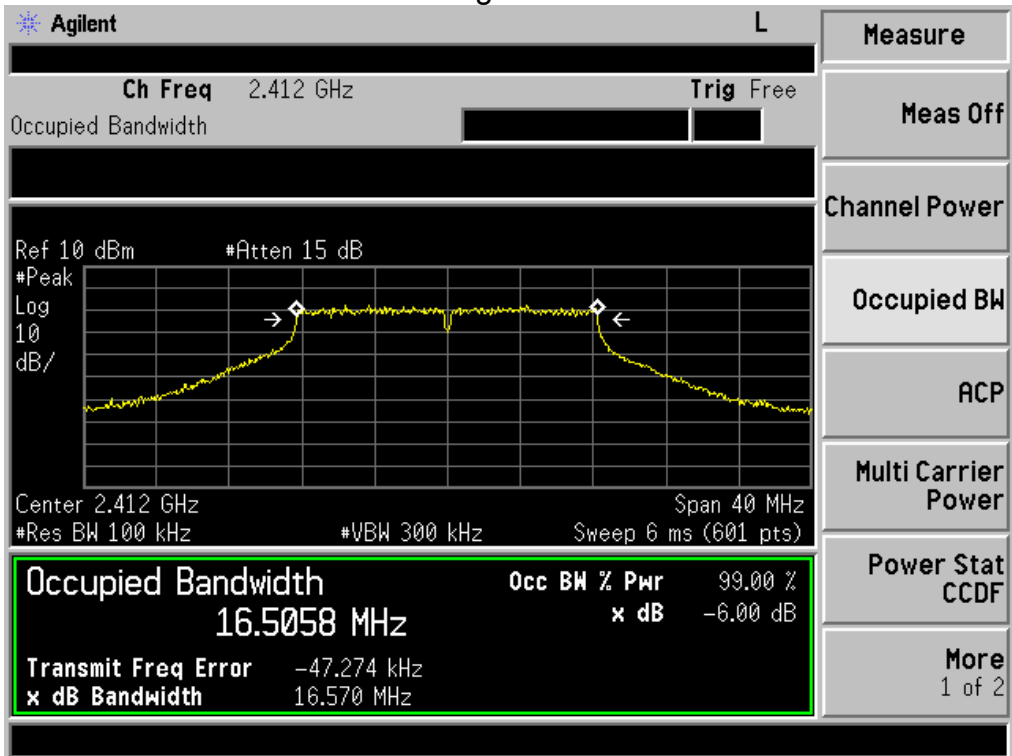 Agilent L
Measure
Ch Freq 2.412 GHz Trig Free
Occupied Bandwidth
Meas Off
Channel Power
Ref 10 dBm #Atten 15 dB
#Peak
Log
10
dB/
Occupied BW
ACP
Center 2.412 GHz Span 40 MHz
#Res BW 100 kHz #VBW 300 kHz Sweep 6 ms (601 pts)
Multi Carrier
Power
Occupied Bandwidth Occ BW % Pwr 99.00 %
16.5058 MHz x dB -6.00 dB
Transmit Freq Error -47.274 kHz
x dB Bandwidth 16.570 MHz
Power Stat
CCDF
More
1 of 2